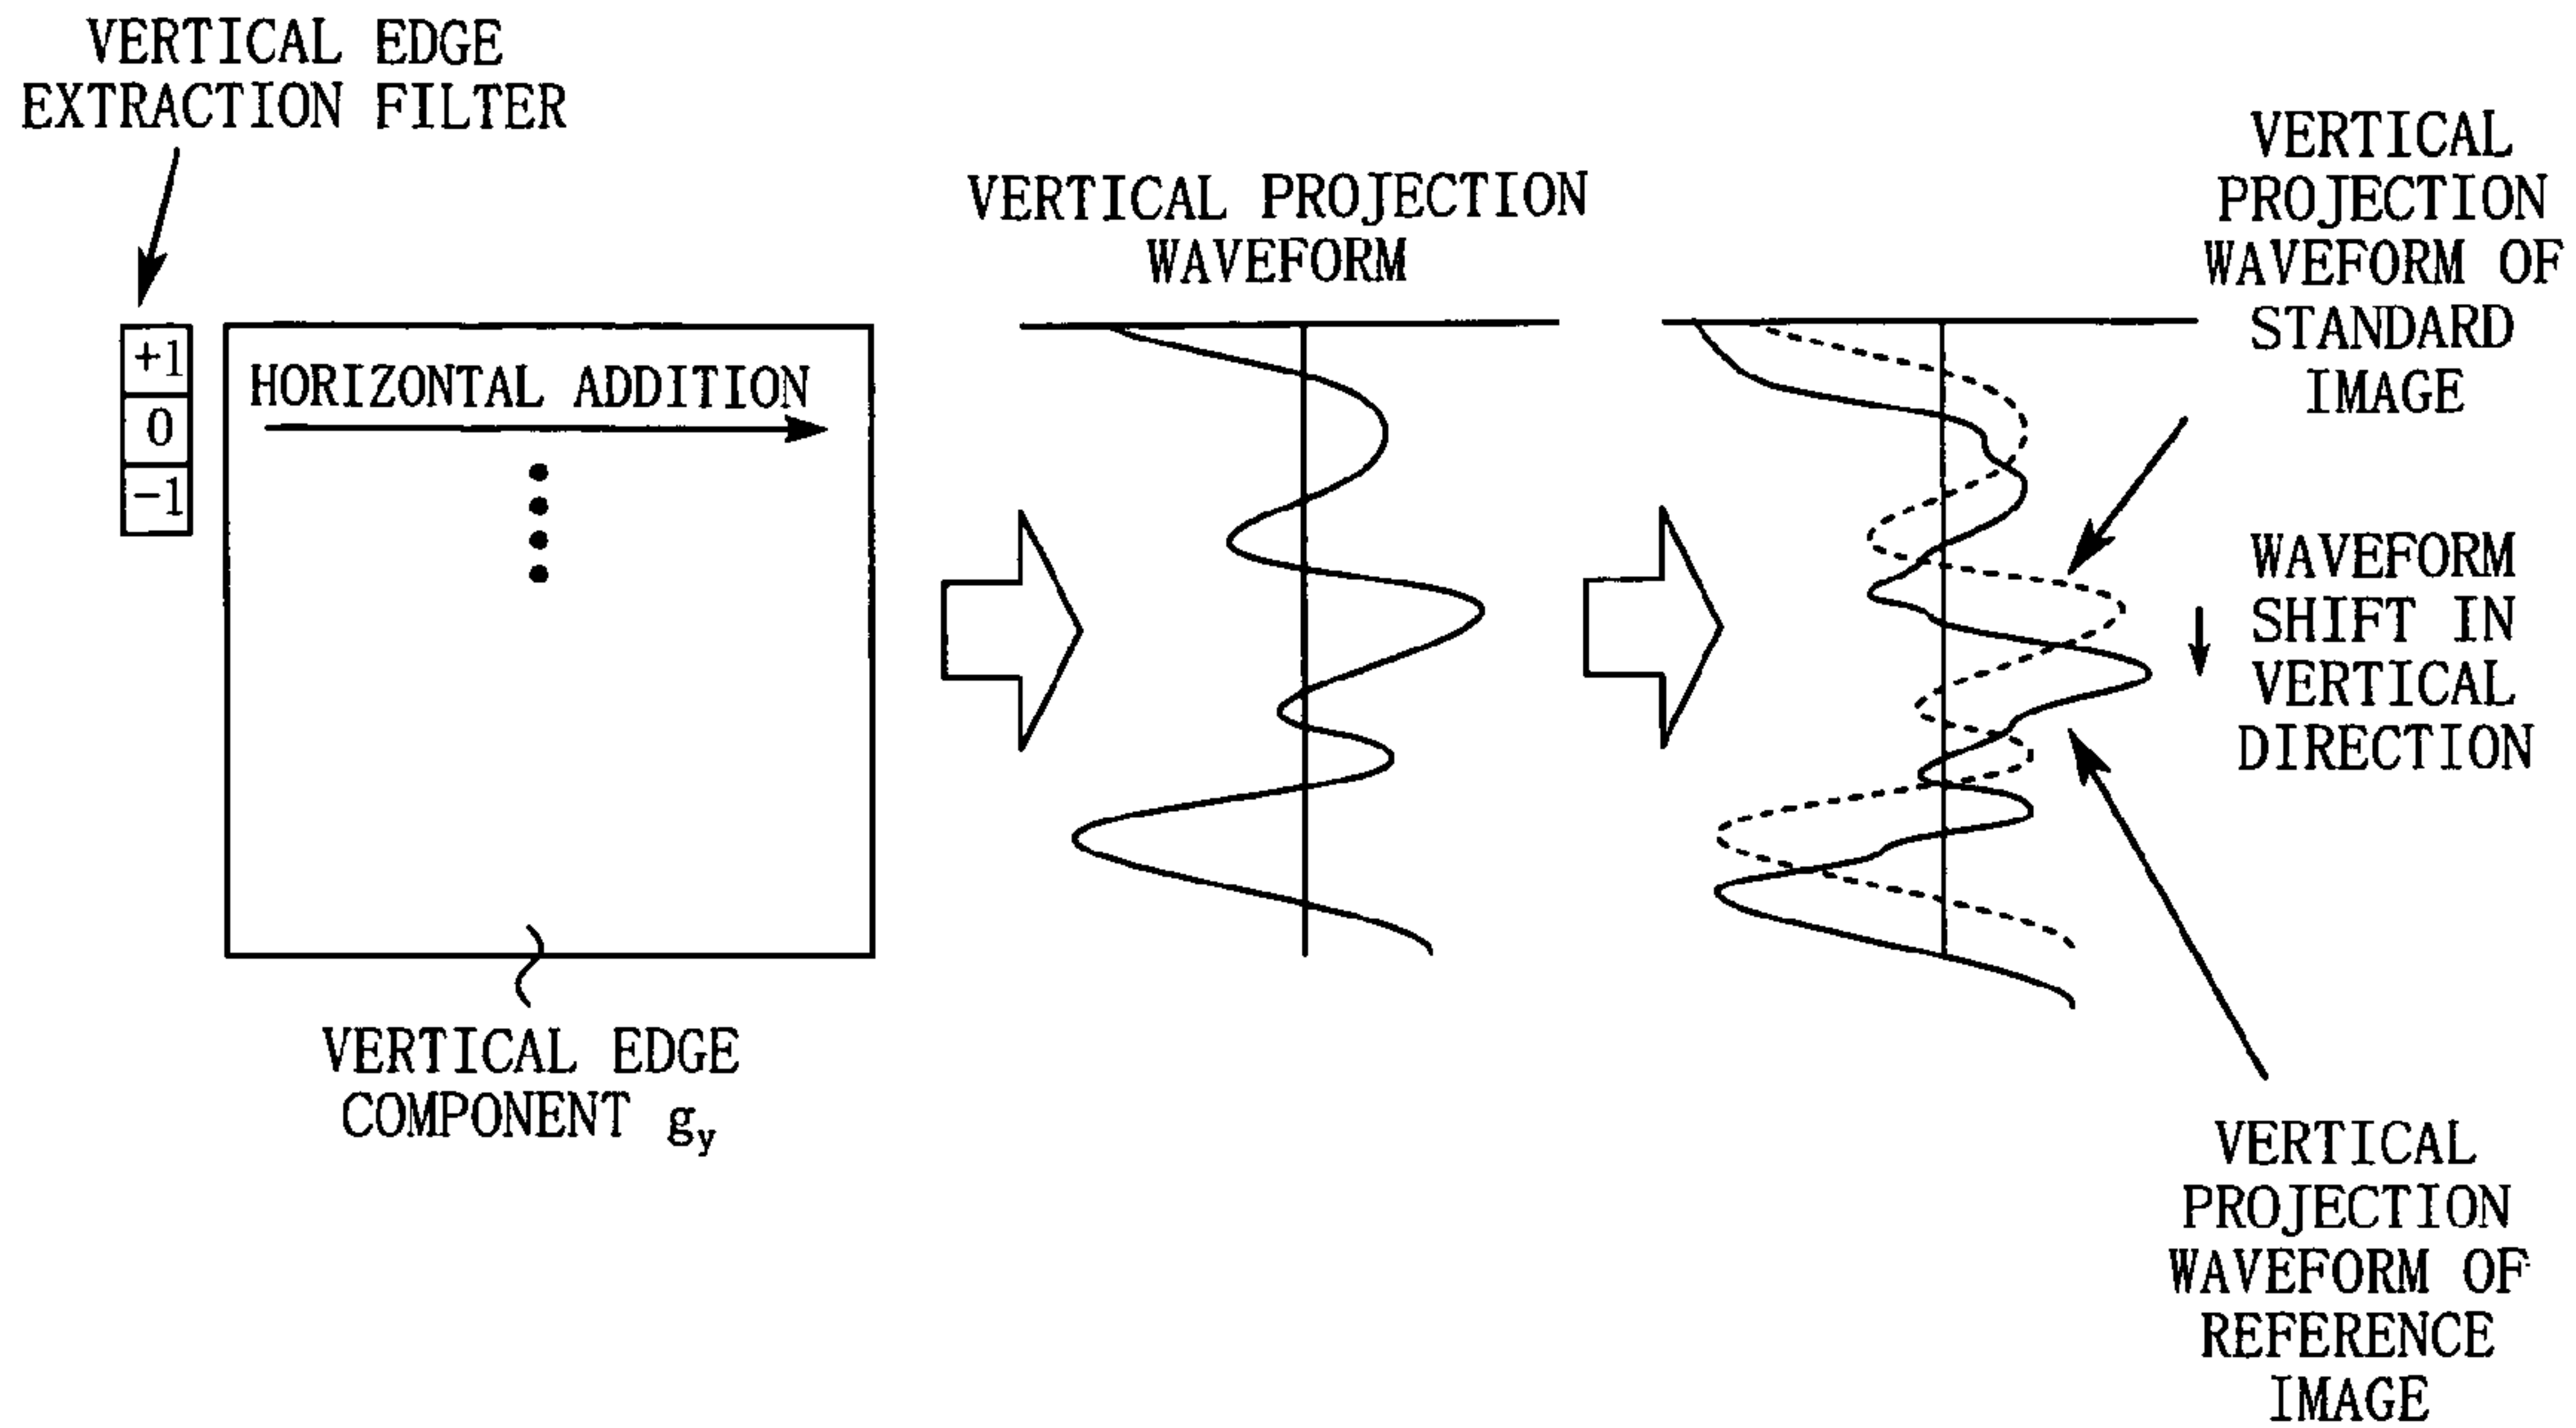 VERTICAL EDGE
EXTRACTION FILTER
+1
0
-1
HORIZONTAL ADDITION
VERTICAL EDGE
COMPONENT gy
VERTICAL PROJECTION
WAVEFORM
VERTICAL
PROJECTION
WAVEFORM OF
STANDARD
IMAGE
WAVEFORM
SHIFT IN
VERTICAL
DIRECTION
VERTICAL
PROJECTION
WAVEFORM OF
REFERENCE
IMAGE